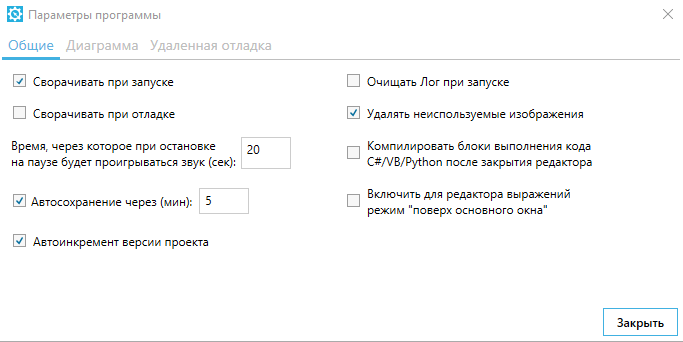 Параметры программы
Общие Диаграмма Удаленная отладка
Сворачивать при запуске
Сворачивать при отладке
Время, через которое при остановке
на паузе будет проигрываться звук (сек): 20
Автосохранение через (мин): 5
Автоинкремент версии проекта
Очищать Лог при запуске
Удалять неиспользуемые изображения
Компилировать блоки выполнения кода
C#/VB/Python после закрытия редактора
Включить для редактора выражений
режим "поверх основного окна"
Закрыть